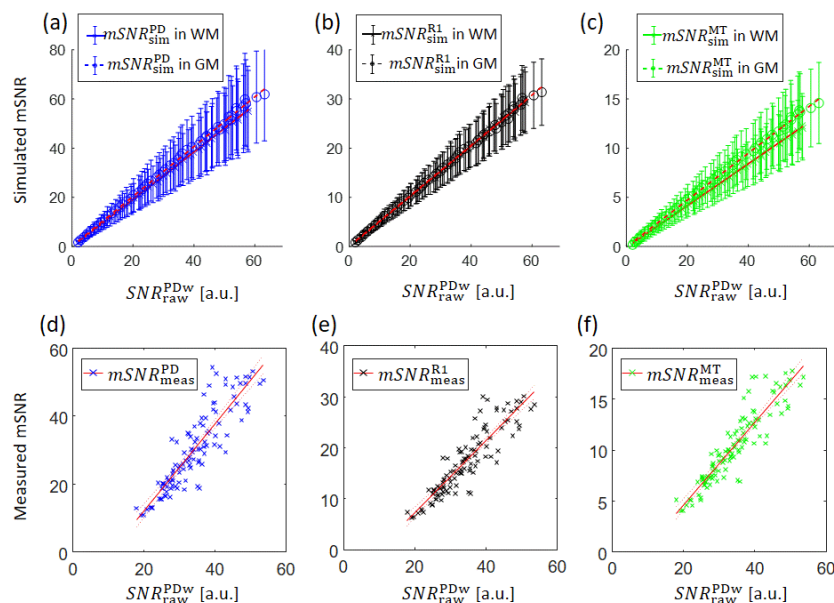 (a)
(b)
(c)
80
60
40
20
0
mSNR^PD_sim in WM
mSNR^PD_sim in GM
40
30
20
10
0
mSNR^R1_sim in WM
mSNR^R1_sim in GM
20
15
10
5
0
mSNR^MT_sim in WM
mSNR^MT_sim in GM
Simulated mSNR
0 20 40 60
0 20 40 60
0 20 40 60
SNR^PDw_raw [a.u.]
SNR^PDw_raw [a.u.]
SNR^PDw_raw [a.u.]
(d)
(e)
(f)
60
40
20
0
mSNR^PD_meas
40
30
20
10
0
mSNR^R1_meas
20
15
10
5
0
mSNR^MT_meas
Measured mSNR
0 20 40 60
0 20 40 60
0 20 40 60
SNR^PDw_raw [a.u.]
SNR^PDw_raw [a.u.]
SNR^PDw_raw [a.u.]